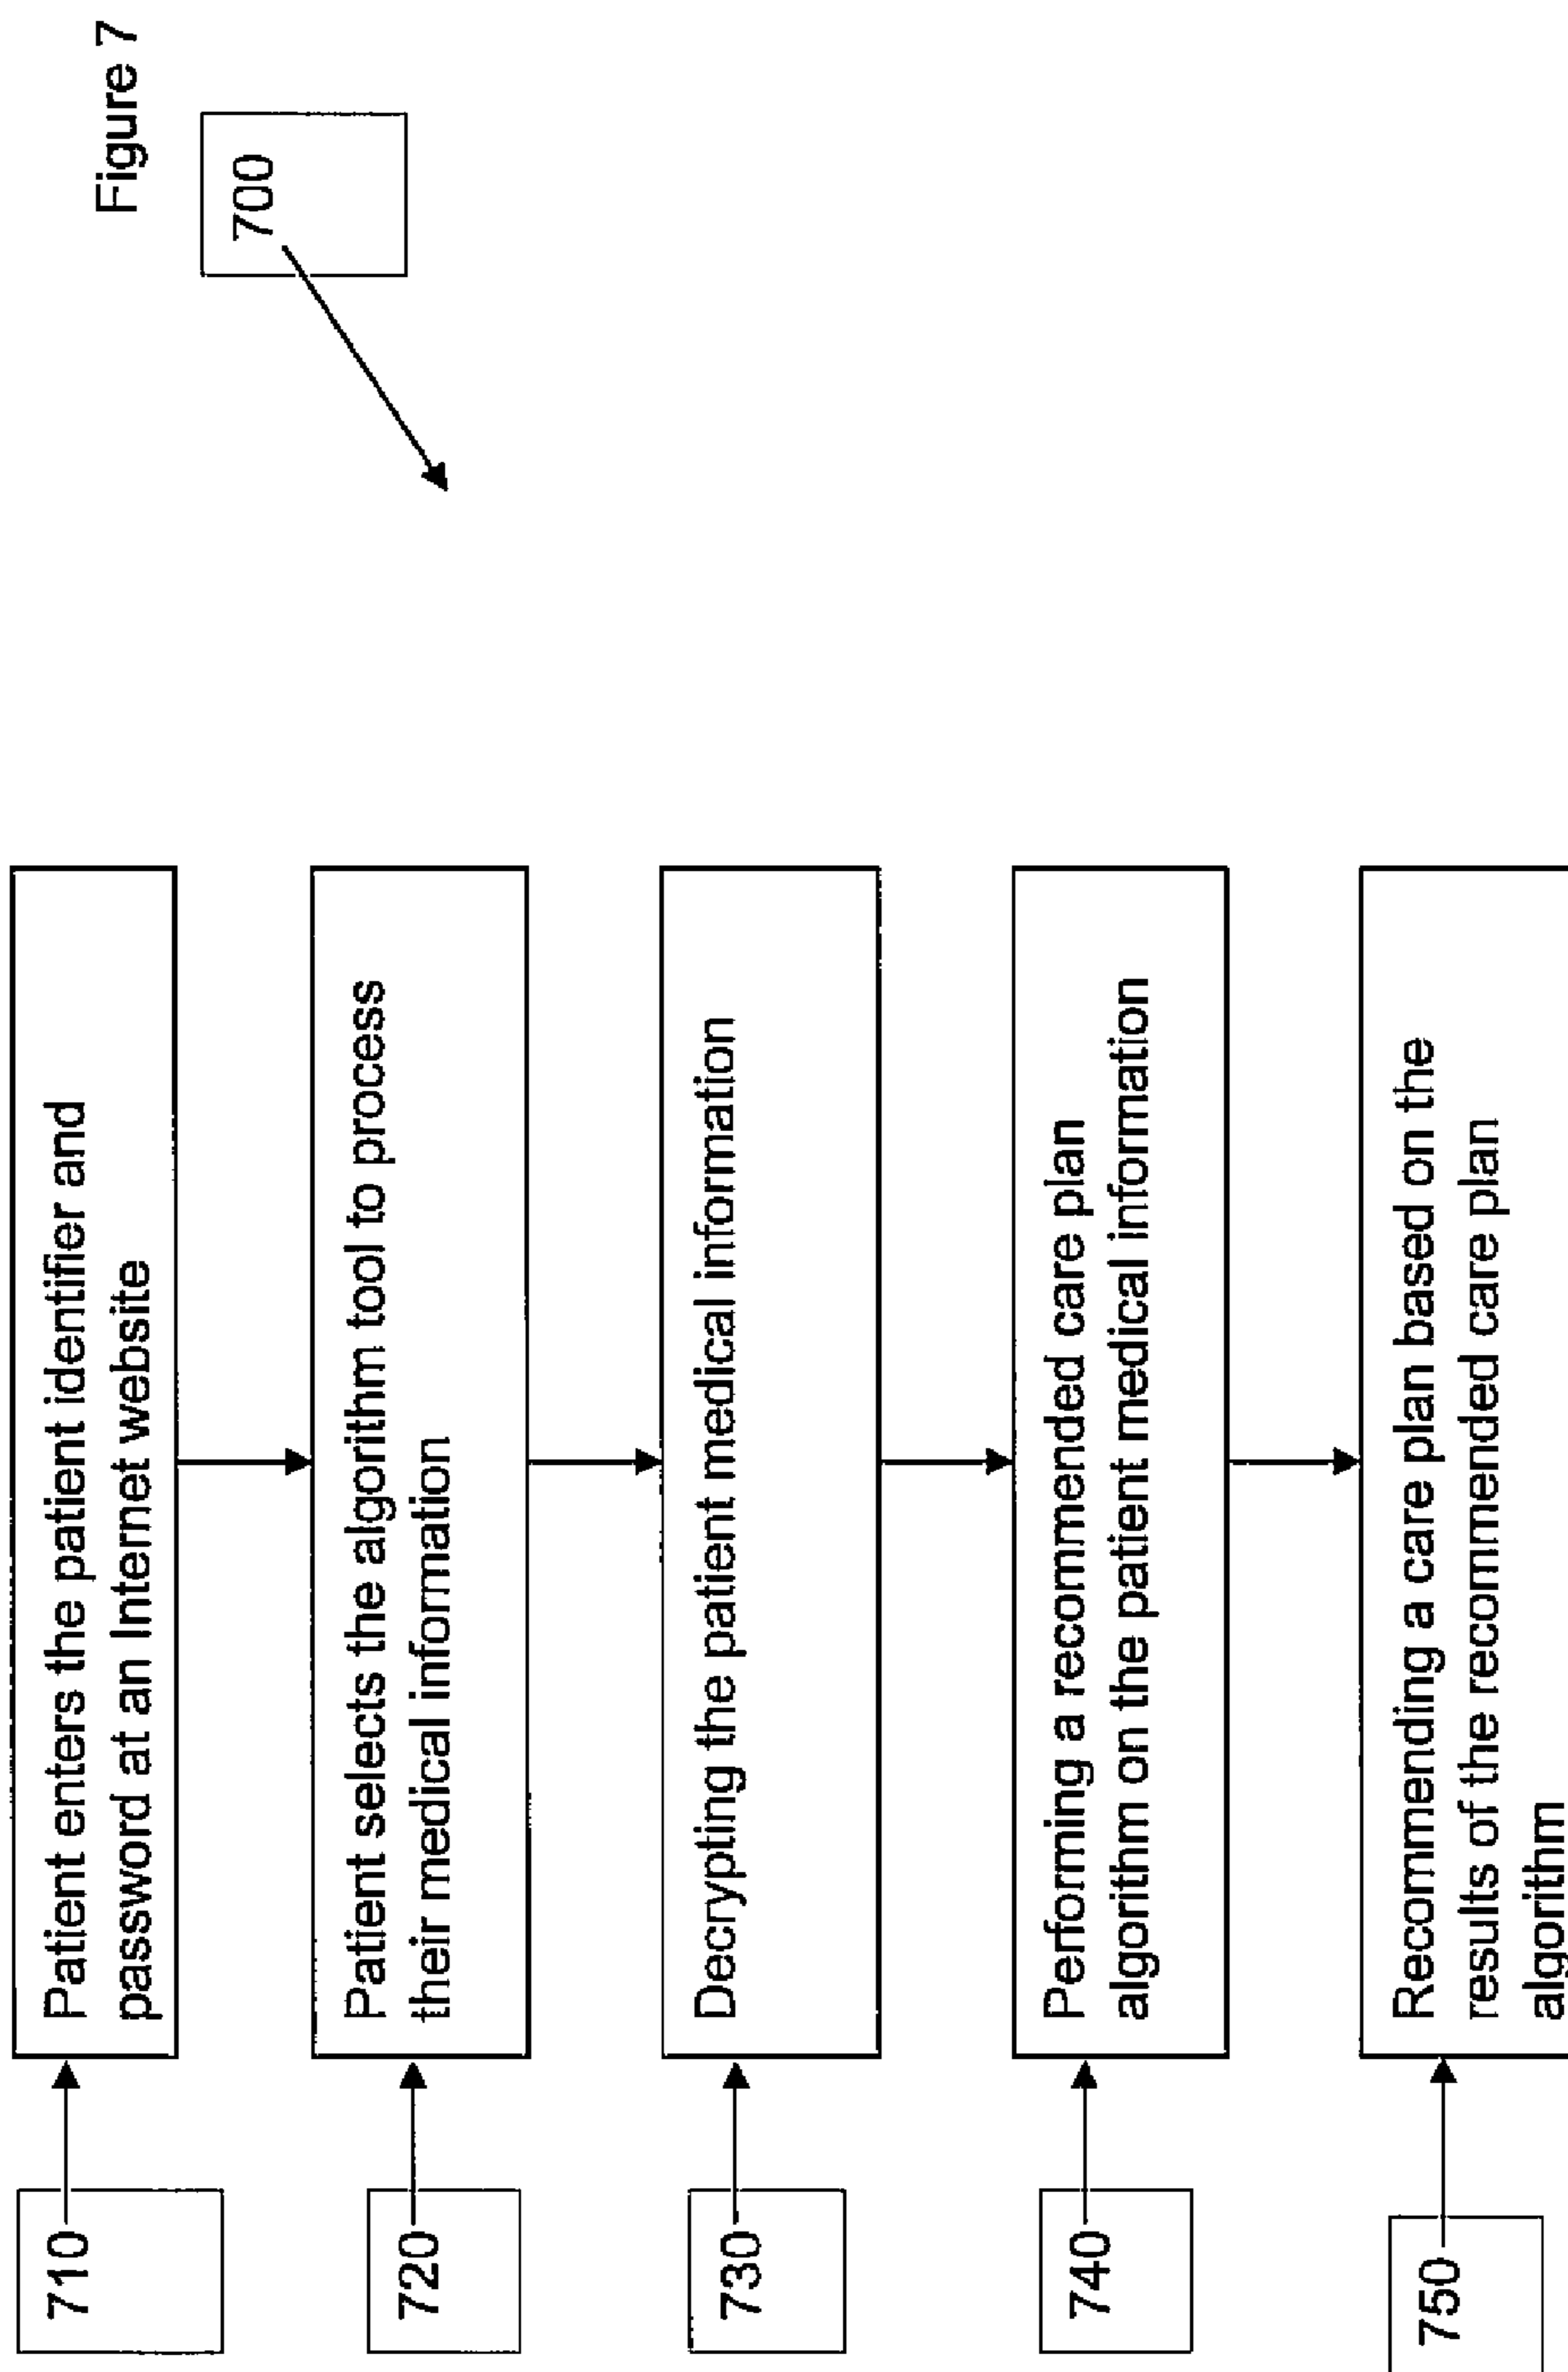 Figure 7
700
710
Patient enters the patient identifier and
password at an Internet website
720
Patient selects the algorithm tool to process
their medical information
730
Decrypting the patient medical information
740
Performing a recommended care plan
algorithm on the patient medical information
750
Recommending a care plan based on the
results of the recommended care plan
algorithm